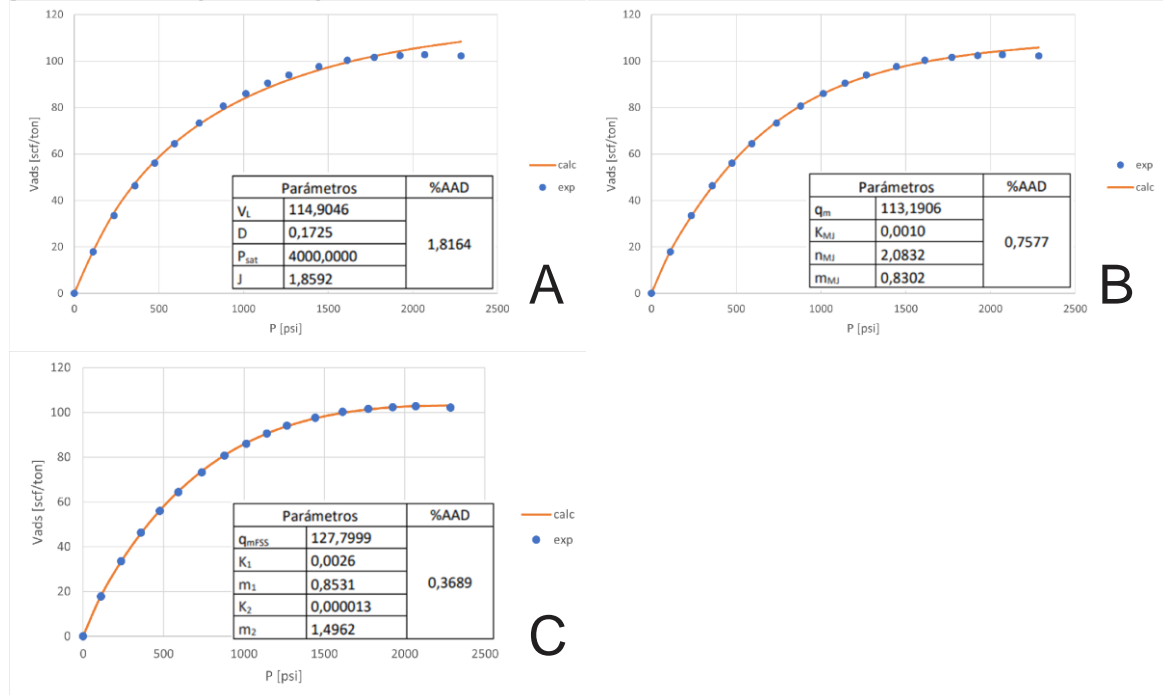 120
100
80
60
40
20
0
Vads [scf/ton]
0 500 1000 1500 2000 2500
P [psi]
calc
exp
Parámetros %AAD
VL 114,9046
D 0,1725
Psat 4000,0000
J 1,8592
1,8164
A
120
100
80
60
40
20
0
Vads [scf/ton]
0 500 1000 1500 2000 2500
P [psi]
exp
calc
Parámetros %AAD
qm 113,1906
KMJ 0,0010
nMJ 2,0832
mMJ 0,8302
0,7577
B
120
100
80
60
40
20
0
Vads [scf/ton]
0 500 1000 1500 2000 2500
P [psi]
calc
exp
Parámetros %AAD
qmFSS 127,7999
K1 0,0026
m1 0,8531
K2 0,000013
m2 1,4962
0,3689
C